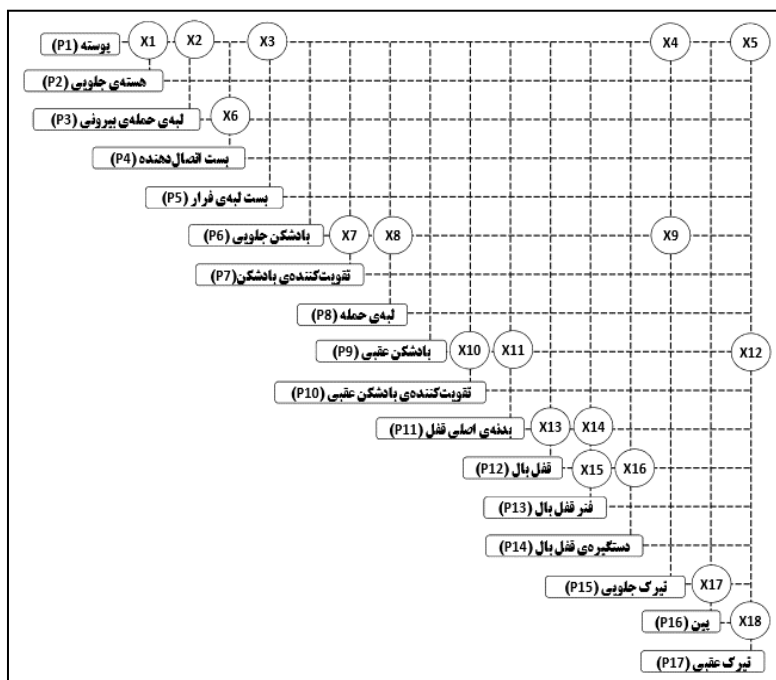 پوسته (P1) X1 X2 X3 X4 X5
هسته‌ی جلویی (P2)
لبه‌ی حمله‌ی بیرونی (P3) X6
بست اتصال‌دهنده (P4)
بست لبه‌ی فرار (P5)
بادشکن جلویی (P6) X7 X8 X9
تقویت‌کننده‌ی بادشکن(P7)
لبه‌ی حمله (P8)
بادشکن عقبی (P9) X10 X11 X12
تقویت‌کننده‌ی بادشکن عقبی (P10)
بدنه‌ی اصلی قفل (P11) X13 X14
قفل بال (P12) X15 X16
فنر قفل بال (P13)
دستگیره‌ی قفل بال (P14)
تیرک جلویی (P15) X17
پین (P16) X18
تیرک عقبی (P17)